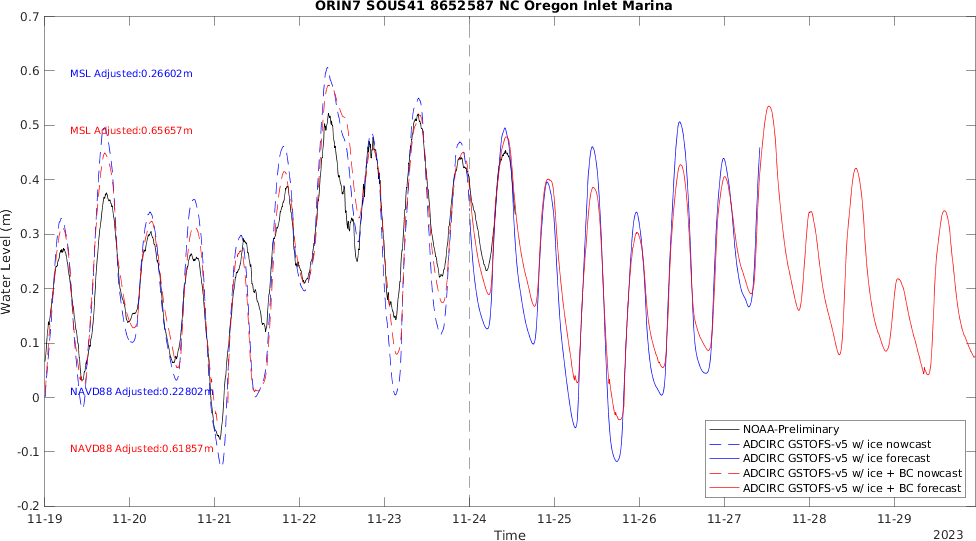 ORIN7 SOUS41 8652587 NC Oregon Inlet Marina
0.7
0.6
0.5
0.4
0.3
0.2
0.1
0
-0.1
-0.2
Water Level (m)
MSL Adjusted:0.26602m
MSL Adjusted:0.65657m
NAVD88 Adjusted:0.22802m
NAVD88 Adjusted:0.61857m
NOAA-Preliminary
ADCIRC GSTOFS-v5 w/ ice nowcast
ADCIRC GSTOFS-v5 w/ ice forecast
ADCIRC GSTOFS-v5 w/ ice + BC nowcast
ADCIRC GSTOFS-v5 w/ ice + BC forecast
11-19 11-20 11-21 11-22 11-23 11-24 11-25 11-26 11-27 11-28 11-29
Time
2023